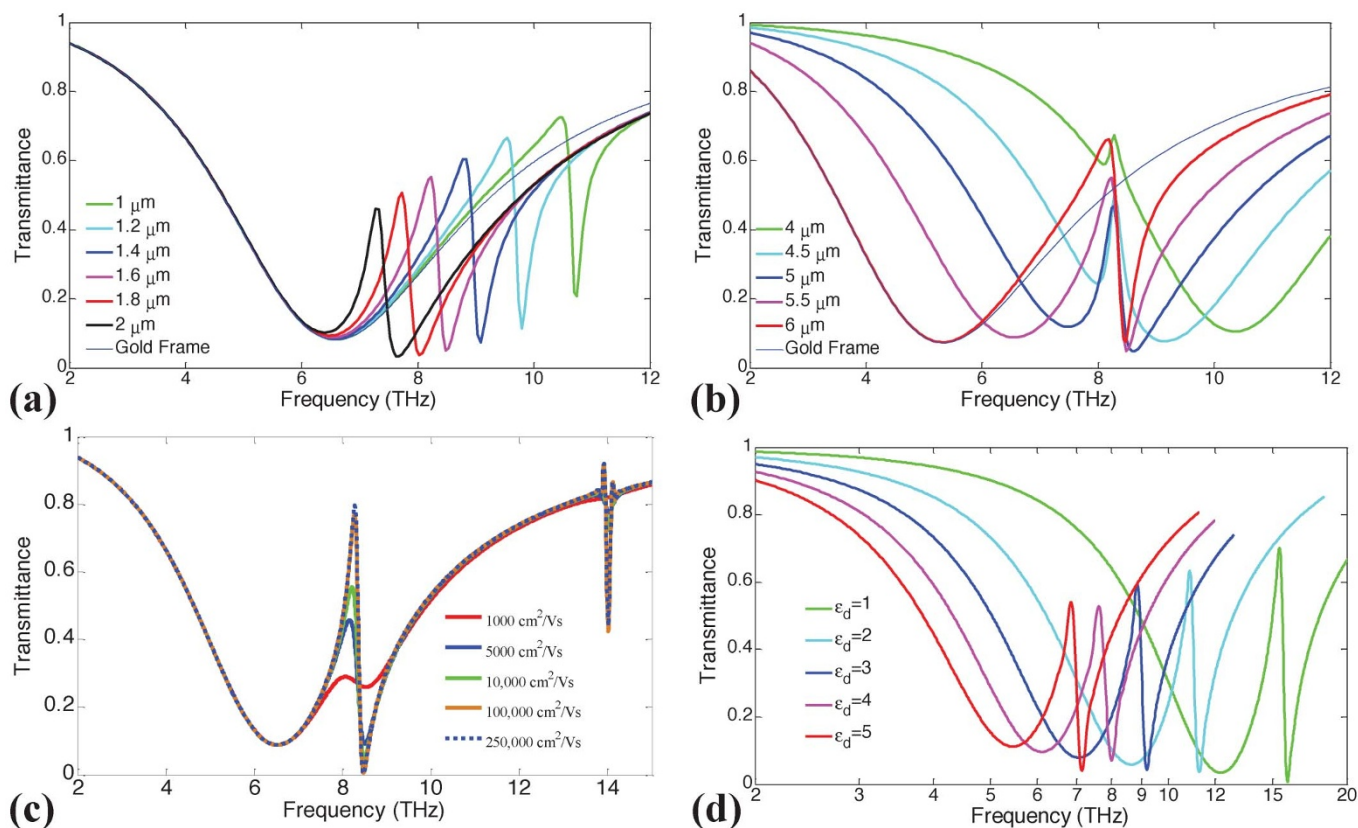 1
0.8
0.6
0.4
0.2
0
Transmittance
1 μm
1.2 μm
1.4 μm
1.6 μm
1.8 μm
2 μm
Gold Frame
2 4 6 8 10 12
Frequency (THz)
(a)
1
0.8
0.6
0.4
0.2
0
Transmittance
4 μm
4.5 μm
5 μm
5.5 μm
6 μm
Gold Frame
2 4 6 8 10 12
Frequency (THz)
(b)
1
0.8
0.6
0.4
0.2
0
Transmittance
1000 cm²/Vs
5000 cm²/Vs
10,000 cm²/Vs
100,000 cm²/Vs
250,000 cm²/Vs
2 4 6 8 10 12 14
Frequency (THz)
(c)
1
0.8
0.6
0.4
0.2
0
Transmittance
ε_d=1
ε_d=2
ε_d=3
ε_d=4
ε_d=5
2 3 4 5 6 7 8 9 10 12 15 20
Frequency (THz)
(d)